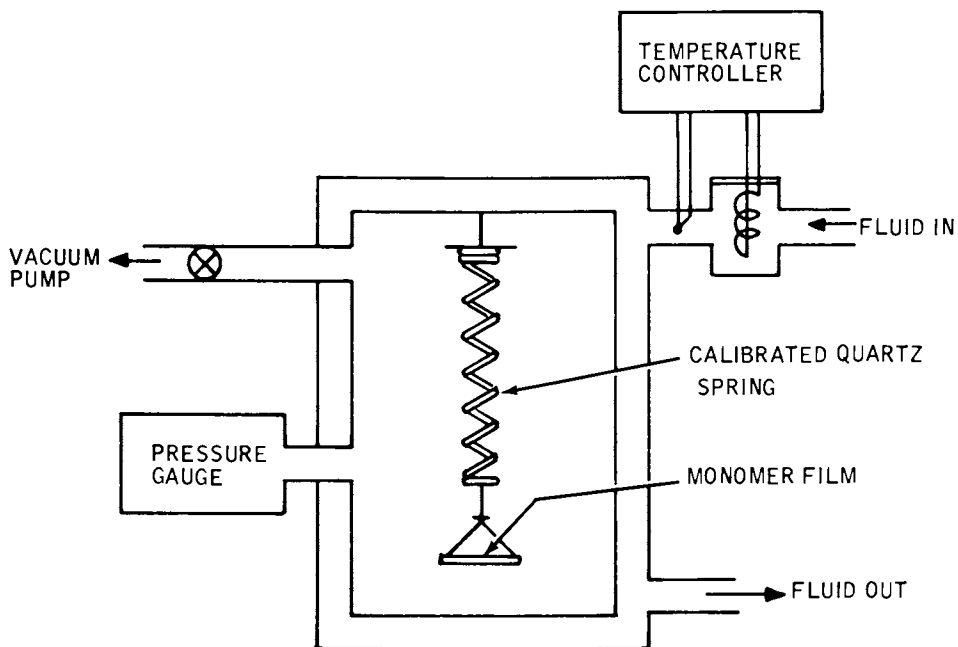 TEMPERATURE
CONTROLLER
FLUID IN
VACUUM
PUMP
CALIBRATED QUARTZ
SPRING
PRESSURE
GAUGE
MONOMER FILM
FLUID OUT